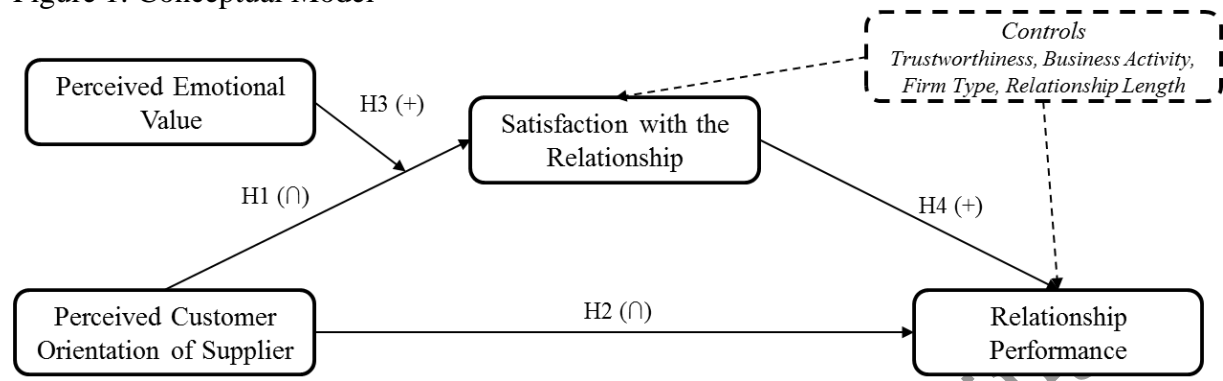 Figure 1: Conceptual Model
Controls
Trustworthiness, Business Activity,
Firm Type, Relationship Length
Perceived Emotional
Value
H3 (+)
Satisfaction with the
Relationship
H1 (∩)
H4 (+)
Perceived Customer
Orientation of Supplier
H2 (∩)
Relationship
Performance